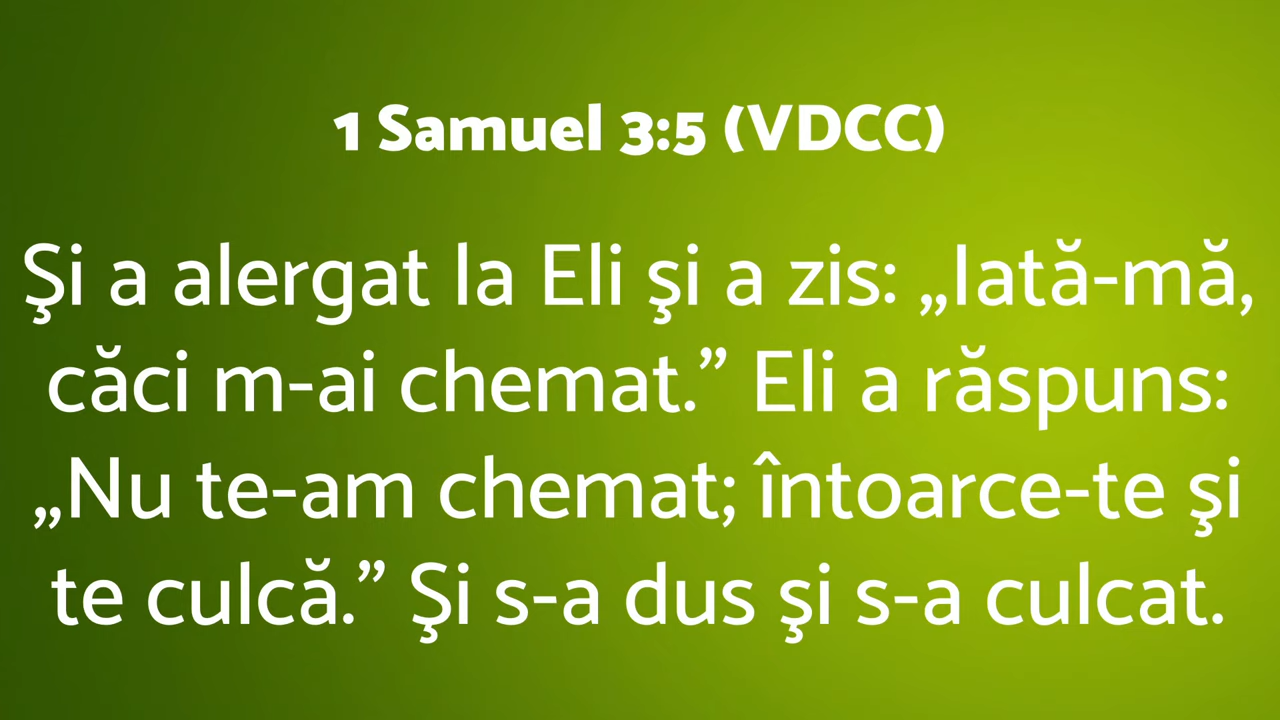 1 Samuel 3:5 (VDCC)
Şi a alergat la Eli şi a zis: „Iată-mă,
căci m-ai chemat.” Eli a răspuns:
„Nu te-am chemat; întoarce-te şi
te culcă.” Şi s-a dus şi s-a culcat.